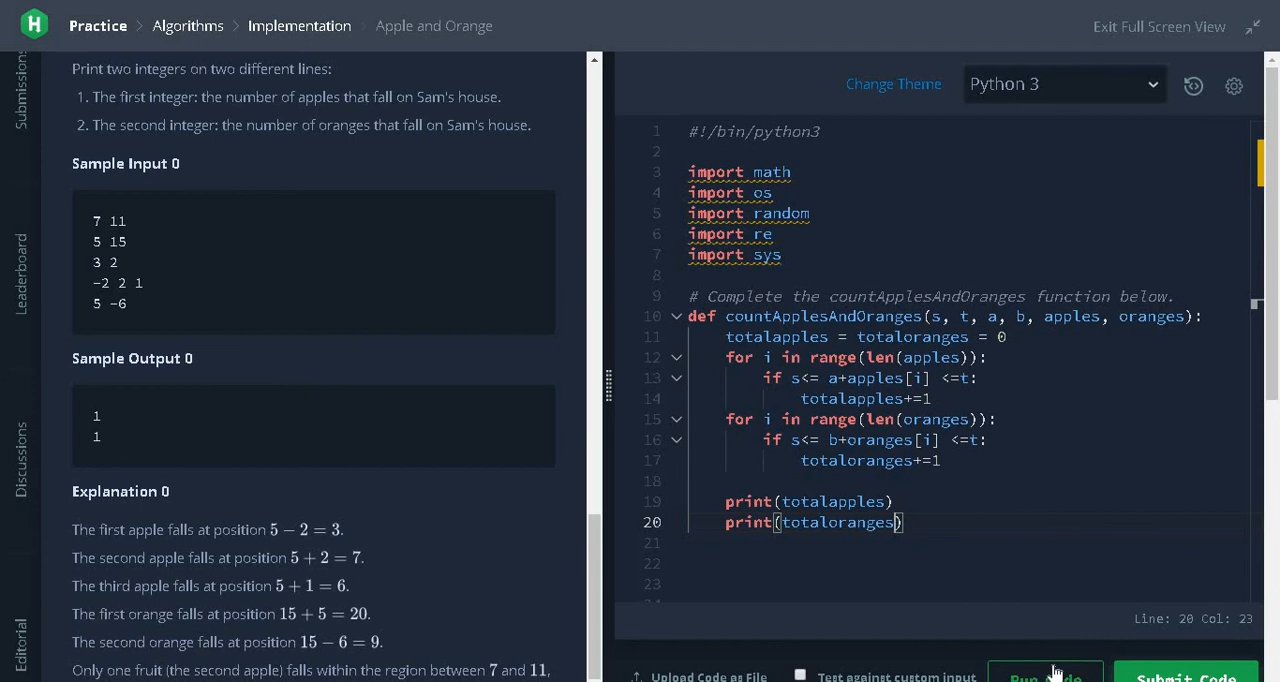 H Practice > Algorithms > Implementation > Apple and Orange
Exit Full Screen View
Submissions
Leaderboard
Discussions
Editorial
Print two integers on two different lines:
1. The first integer: the number of apples that fall on Sam's house.
2. The second integer: the number of oranges that fall on Sam's house.
Sample Input 0
7 11
5 15
3 2
-2 2 1
5 -6
Sample Output 0
1
1
Explanation 0
The first apple falls at position 5 − 2 = 3.
The second apple falls at position 5 + 2 = 7.
The third apple falls at position 5 + 1 = 6.
The first orange falls at position 15 + 5 = 20.
The second orange falls at position 15 − 6 = 9.
Only one fruit (the second apple) falls within the region between 7 and 11,
Change Theme
Python 3
1 #!/bin/python3
2
3 import math
4 import os
5 import random
6 import re
7 import sys
8
9 # Complete the countApplesAndOranges function below.
10 def countApplesAndOranges(s, t, a, b, apples, oranges):
11 totalapples = totaloranges = 0
12 for i in range(len(apples)):
13 if s<= a+apples[i] <=t:
14 totalapples+=1
15 for i in range(len(oranges)):
16 if s<= b+oranges[i] <=t:
17 totaloranges+=1
18
19 print(totalapples)
20 print(totaloranges)
21
22
23
Line: 20 Col: 23
Upload Code as File
Test against custom input
Run Code
Submit Code